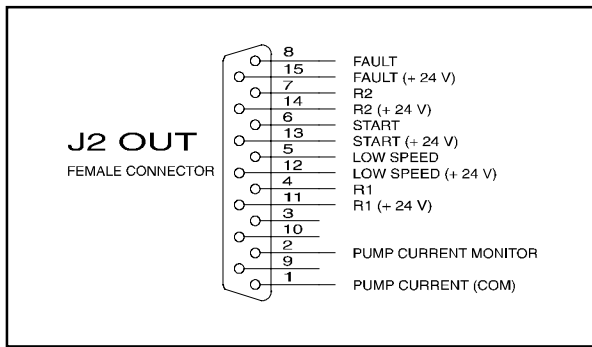 8 FAULT
15 FAULT (+ 24 V)
7 R2
14 R2 (+ 24 V)
6 START
13 START (+ 24 V)
J2 OUT
5 LOW SPEED
FEMALE CONNECTOR
12 LOW SPEED (+ 24 V)
4 R1
11 R1 (+ 24 V)
3
10
2 PUMP CURRENT MONITOR
9
1 PUMP CURRENT (COM)